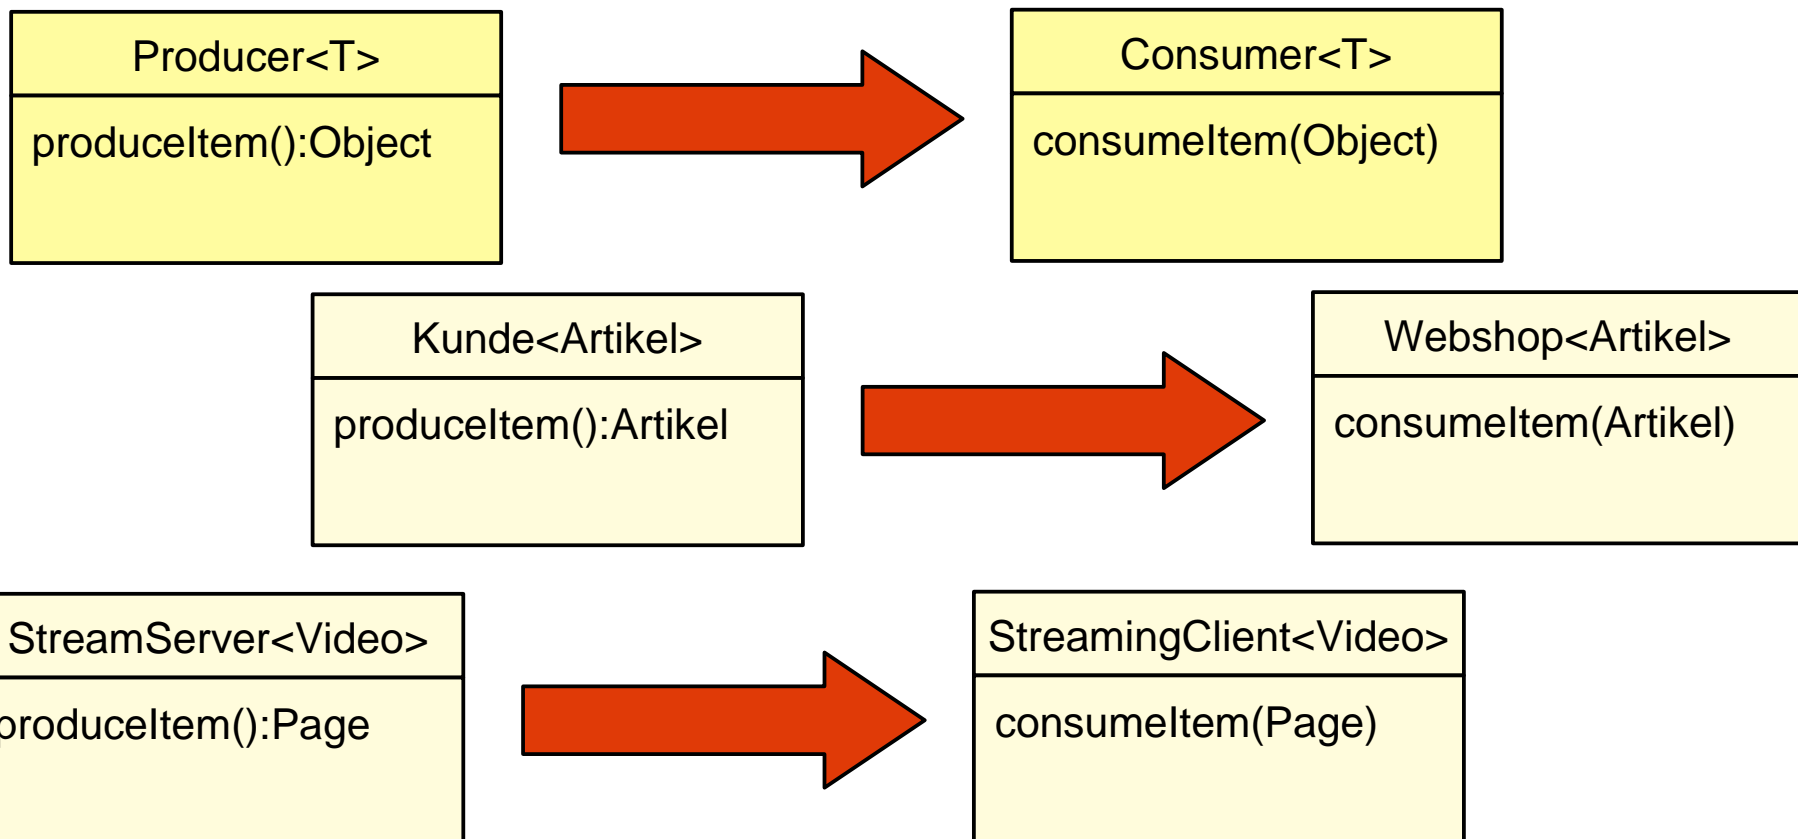 Producer<T>
produceItem():Object
Consumer<T>
consumeItem(Object)
Kunde<Artikel>
produceItem():Artikel
Webshop<Artikel>
consumeItem(Artikel)
StreamServer<Video>
produceItem():Page
StreamingClient<Video>
consumeItem(Page)